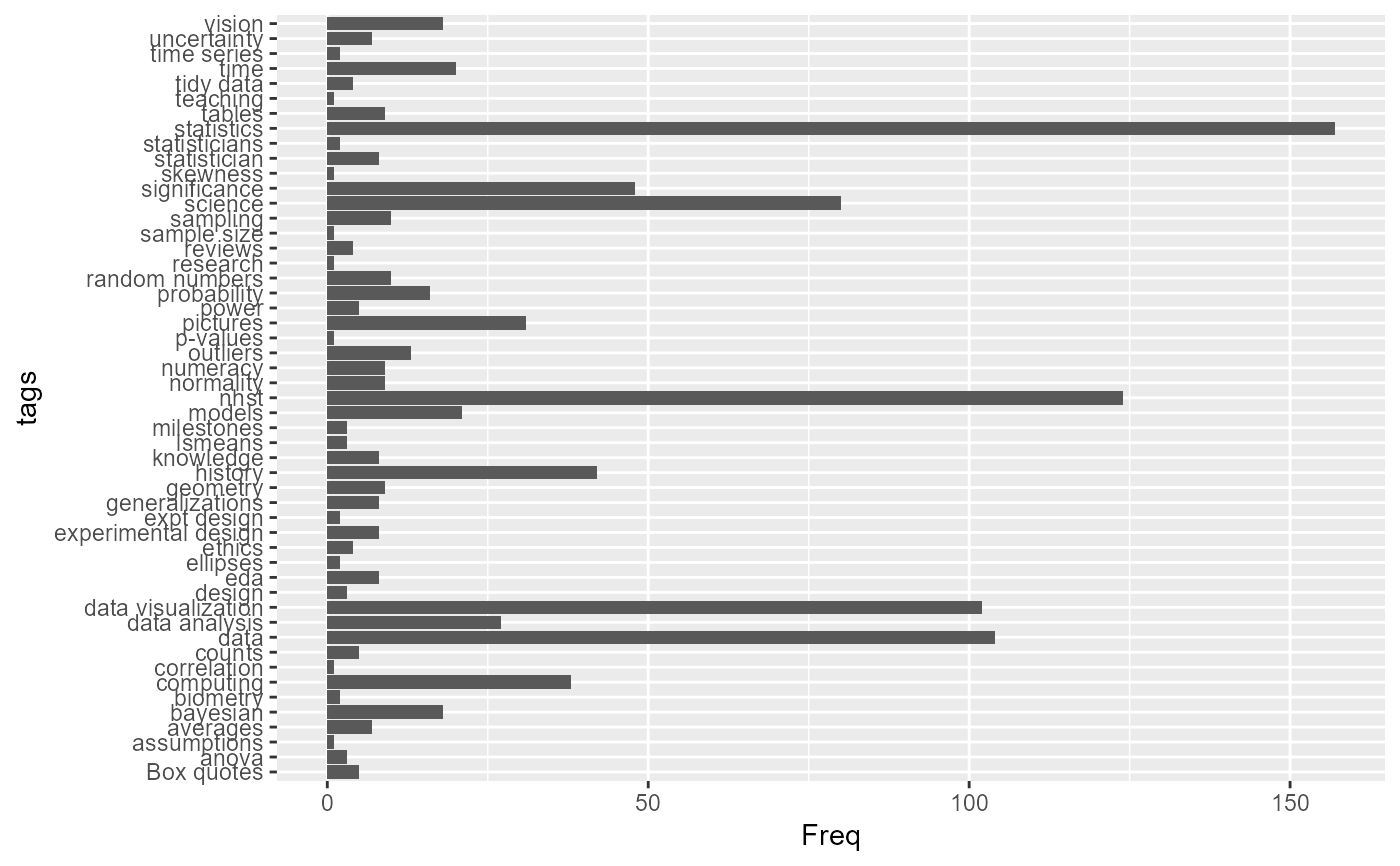 vision
uncertainty
time series
time
tidy data
teaching
tables
statistics
statisticians
statistician
skewness
significance
science
sampling
sample size
reviews
research
random numbers
probability
power
pictures
p-values
outliers
numeracy
normality
nhst
models
milestones
lsmeans
knowledge
history
geometry
generalizations
expt design
experimental design
ethics
ellipses
eda
design
data visualization
data analysis
data
counts
correlation
computing
biometry
bayesian
averages
assumptions
anova
Box quotes
tags
0 50 100 150
Freq